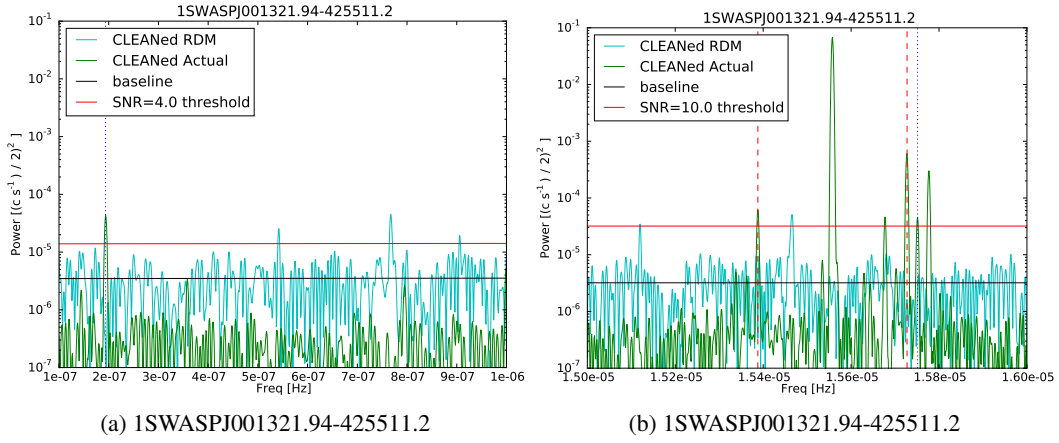 1SWASPJ001321.94-425511.2
CLEANed RDM
CLEANed Actual
baseline
SNR=4.0 threshold
Power [(c s⁻¹) / 2)² ]
10⁻¹
10⁻²
10⁻³
10⁻⁴
10⁻⁵
10⁻⁶
10⁻⁷
1e-07 2e-07 3e-07 4e-07 5e-07 6e-07 7e-07 8e-07 9e-07 1e-06
Freq [Hz]
(a) 1SWASPJ001321.94-425511.2
1SWASPJ001321.94-425511.2
CLEANed RDM
CLEANed Actual
baseline
SNR=10.0 threshold
Power [(c s⁻¹) / 2)² ]
10⁻¹
10⁻²
10⁻³
10⁻⁴
10⁻⁵
10⁻⁶
10⁻⁷
1.50e-05 1.52e-05 1.54e-05 1.56e-05 1.58e-05 1.60e-05
Freq [Hz]
(b) 1SWASPJ001321.94-425511.2